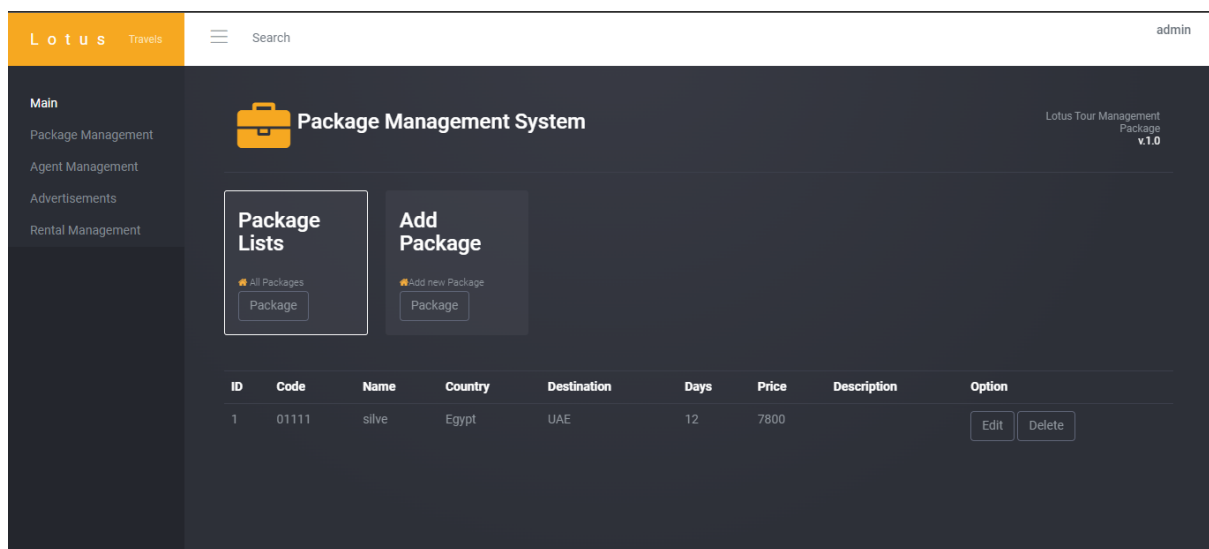 Lotus Travels
Search
admin
Main
Package Management
Agent Management
Advertisements
Rental Management
Package Management System
Lotus Tour Management
Package
v.1.0
Package
Lists
All Packages
Package
Add
Package
Add new Package
Package
ID Code Name Country Destination Days Price Description Option
1 01111 silve Egypt UAE 12 7800 Edit Delete